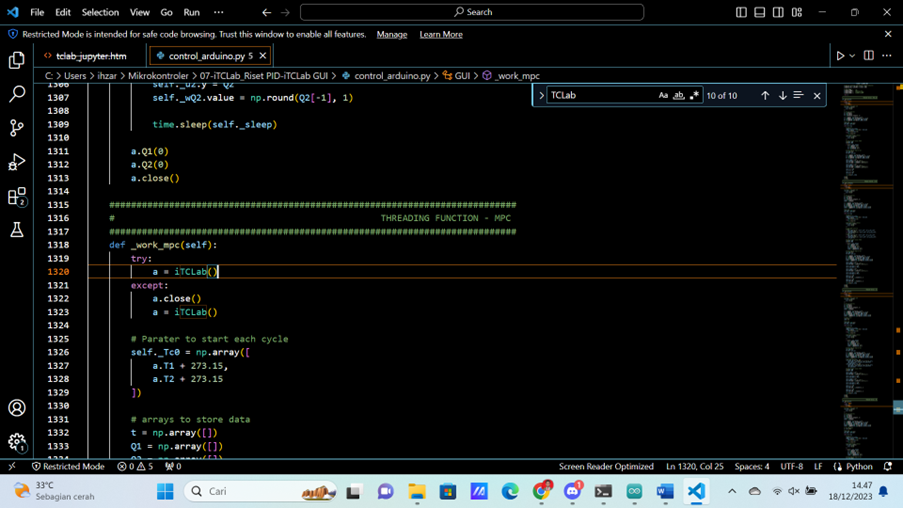 File Edit Selection View Go Run ··· Search
Restricted Mode is intended for safe code browsing. Trust this window to enable all features. Manage Learn More
tclab_jupyter.htm control_arduino.py 5
C: > Users > ihzar > Mikrokontroler > 07-iTCLab_Riset PID-iTCLab GUI > control_arduino.py > GUI > _work_mpc
TCLab Aa ab 10 of 10
1306 self._u2.y = Q2
1307 self._wQ2.value = np.round(Q2[-1], 1)
1308
1309 time.sleep(self._sleep)
1310
1311 a.Q1(0)
1312 a.Q2(0)
1313 a.close()
1314
1315 ###########################################################################
1316 # THREADING FUNCTION - MPC
1317 ###########################################################################
1318 def _work_mpc(self):
1319 try:
1320 a = iTCLab()
1321 except:
1322 a.close()
1323 a = iTCLab()
1324
1325 # Parater to start each cycle
1326 self._Tc0 = np.array([
1327 a.T1 + 273.15,
1328 a.T2 + 273.15
1329 ])
1330
1331 # arrays to store data
1332 t = np.array([])
1333 Q1 = np.array([])
Q2 = np.array([])
2
1
Restricted Mode 0 5 0 Screen Reader Optimized Ln 1320, Col 25 Spaces: 4 UTF-8 LF Python
33°C
Sebagian cerah
Cari
1
14.47
18/12/2023